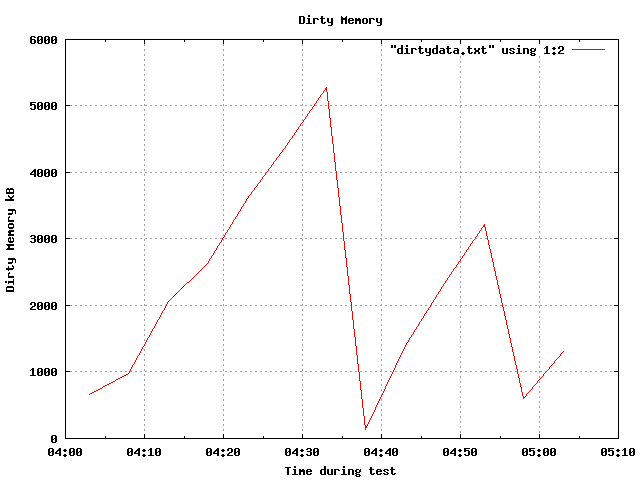 Dirty Memory
"dirtydata.txt" using 1:2
6000
5000
4000
3000
2000
1000
0
Dirty Memory kB
04:00 04:10 04:20 04:30 04:40 04:50 05:00 05:10
Time during test